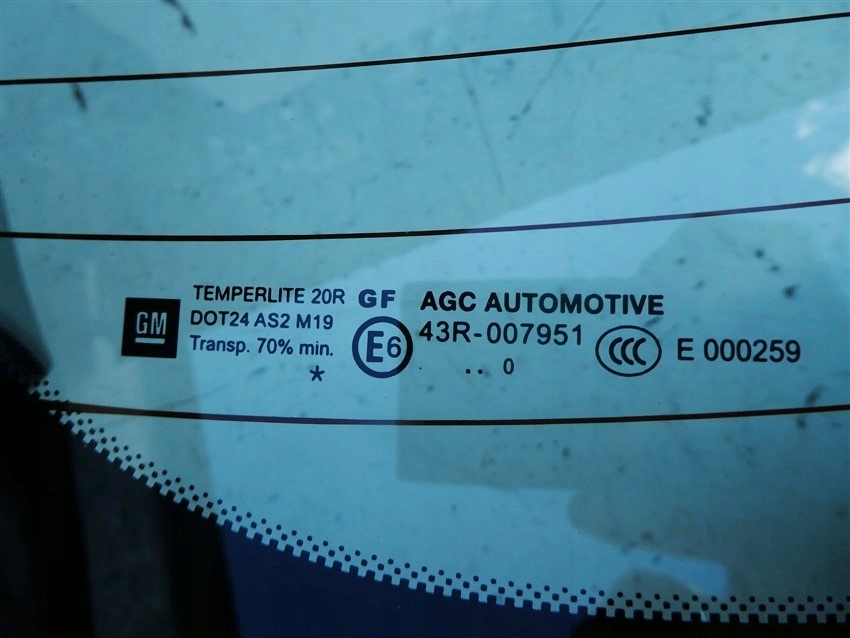 GM
TEMPERLITE 20R GF
DOT24 AS2 M19
Transp. 70% min.
*
E6
AGC AUTOMOTIVE
43R-007951
.. 0
CCC
E 000259